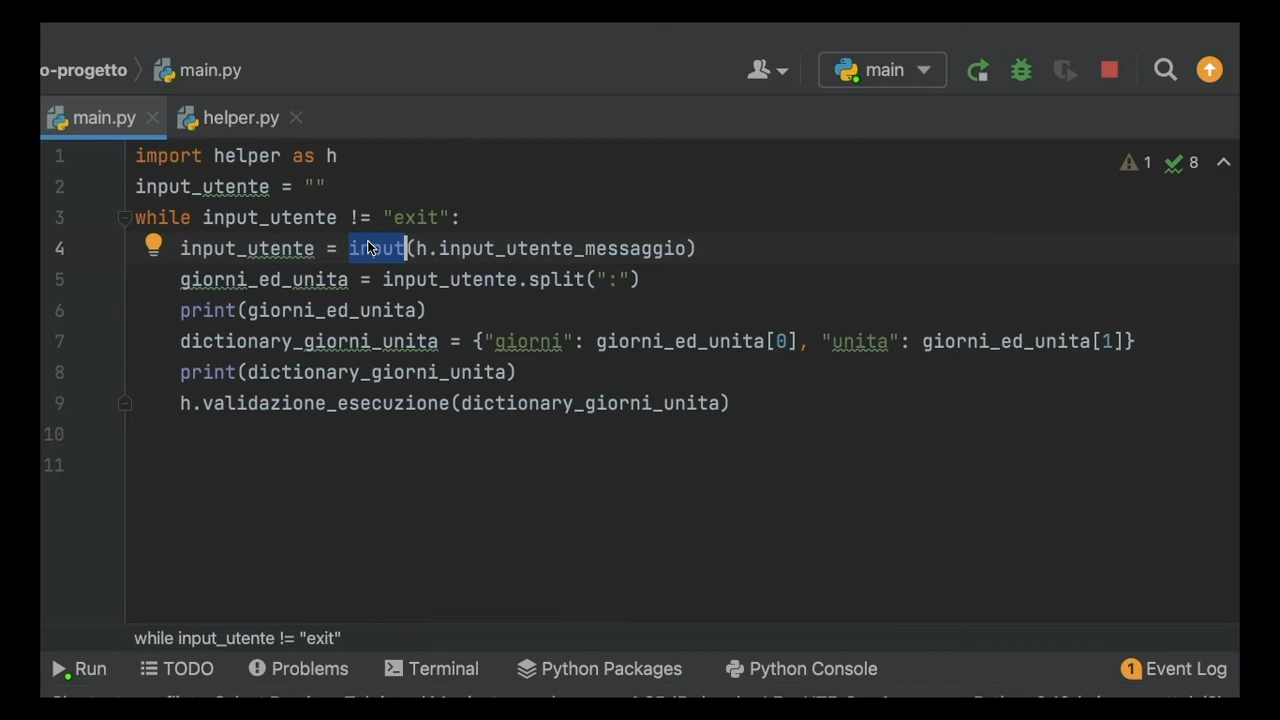 o-progetto main.py main
main.py helper.py
1 import helper as h
2 input_utente = ""
3 while input_utente != "exit":
4 input_utente = input(h.input_utente_messaggio)
5 giorni_ed_unita = input_utente.split(":")
6 print(giorni_ed_unita)
7 dictionary_giorni_unita = {"giorni": giorni_ed_unita[0], "unita": giorni_ed_unita[1]}
8 print(dictionary_giorni_unita)
9 h.validazione_esecuzione(dictionary_giorni_unita)
10
11
1 8
while input_utente != "exit"
Run TODO Problems Terminal Python Packages Python Console 1 Event Log